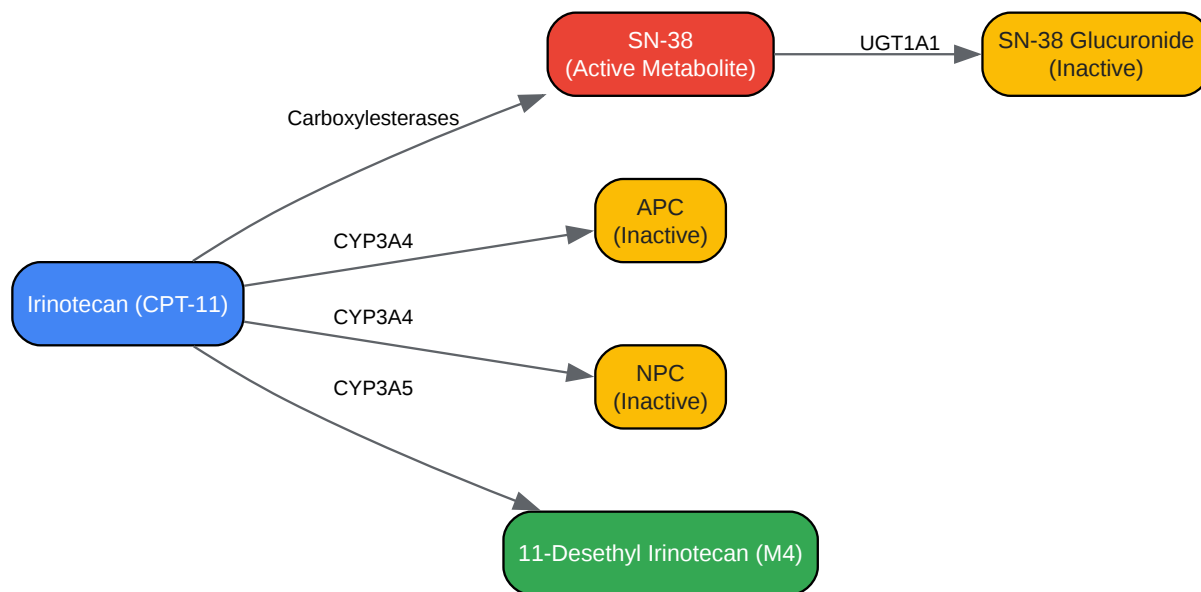 SN-38
(Active Metabolite)
UGT1A1
SN-38 Glucuronide
(Inactive)
Carboxylesterases
APC
(Inactive)
CYP3A4
Irinotecan (CPT-11)
CYP3A4
NPC
(Inactive)
CYP3A5
11-Desethyl Irinotecan (M4)